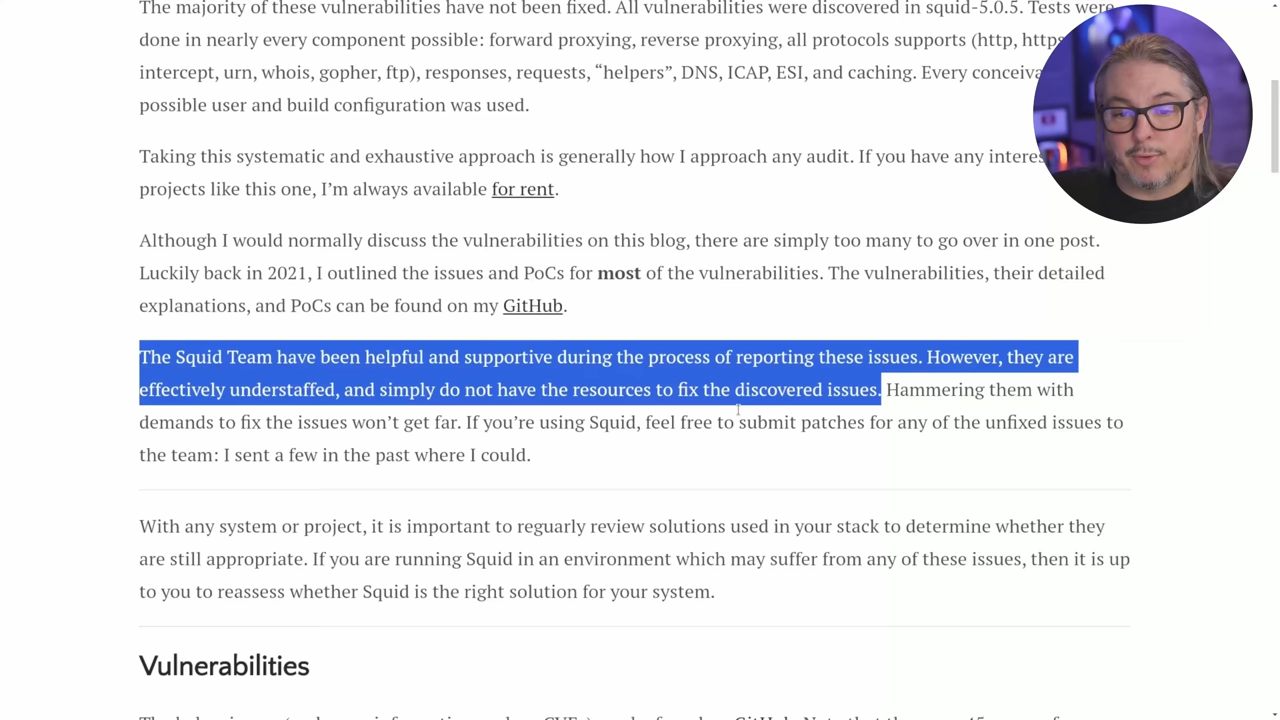 The majority of these vulnerabilities have not been fixed. All vulnerabilities were discovered in squid-5.0.5. Tests were
done in nearly every component possible: forward proxying, reverse proxying, all protocols supports (http, https
intercept, urn, whois, gopher, ftp), responses, requests, “helpers”, DNS, ICAP, ESI, and caching. Every
possible user and build configuration was used.
Taking this systematic and exhaustive approach is generally how I approach any audit. If you have any
projects like this one, I’m always available for rent.
Although I would normally discuss the vulnerabilities on this blog, there are simply too many to go over in one post.
Luckily back in 2021, I outlined the issues and PoCs for most of the vulnerabilities. The vulnerabilities, their detailed
explanations, and PoCs can be found on my GitHub.
The Squid Team have been helpful and supportive during the process of reporting these issues. However, they are
effectively understaffed, and simply do not have the resources to fix the discovered issues. Hammering them with
demands to fix the issues won’t get far. If you’re using Squid, feel free to submit patches for any of the unfixed issues to
the team: I sent a few in the past where I could.
With any system or project, it is important to reguarly review solutions used in your stack to determine whether they
are still appropriate. If you are running Squid in an environment which may suffer from any of these issues, then it is up
to you to reassess whether Squid is the right solution for your system.
Vulnerabilities